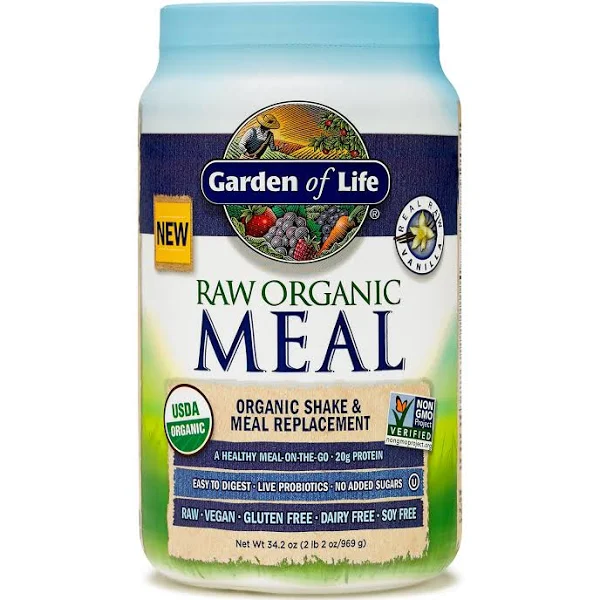 Garden of Life
®
NEW
REAL RAW
VANILLA
RAW ORGANIC
MEAL
USDA
ORGANIC
ORGANIC SHAKE &
MEAL REPLACEMENT
NON
GMO
Project
VERIFIED
nongmoproject.org
A HEALTHY MEAL-ON-THE-GO · 20g PROTEIN
EASY TO DIGEST · LIVE PROBIOTICS · NO ADDED SUGARS U
RAW · VEGAN · GLUTEN FREE · DAIRY FREE · SOY FREE
Net Wt 34.2 oz (2 lb 2 oz/969 g)